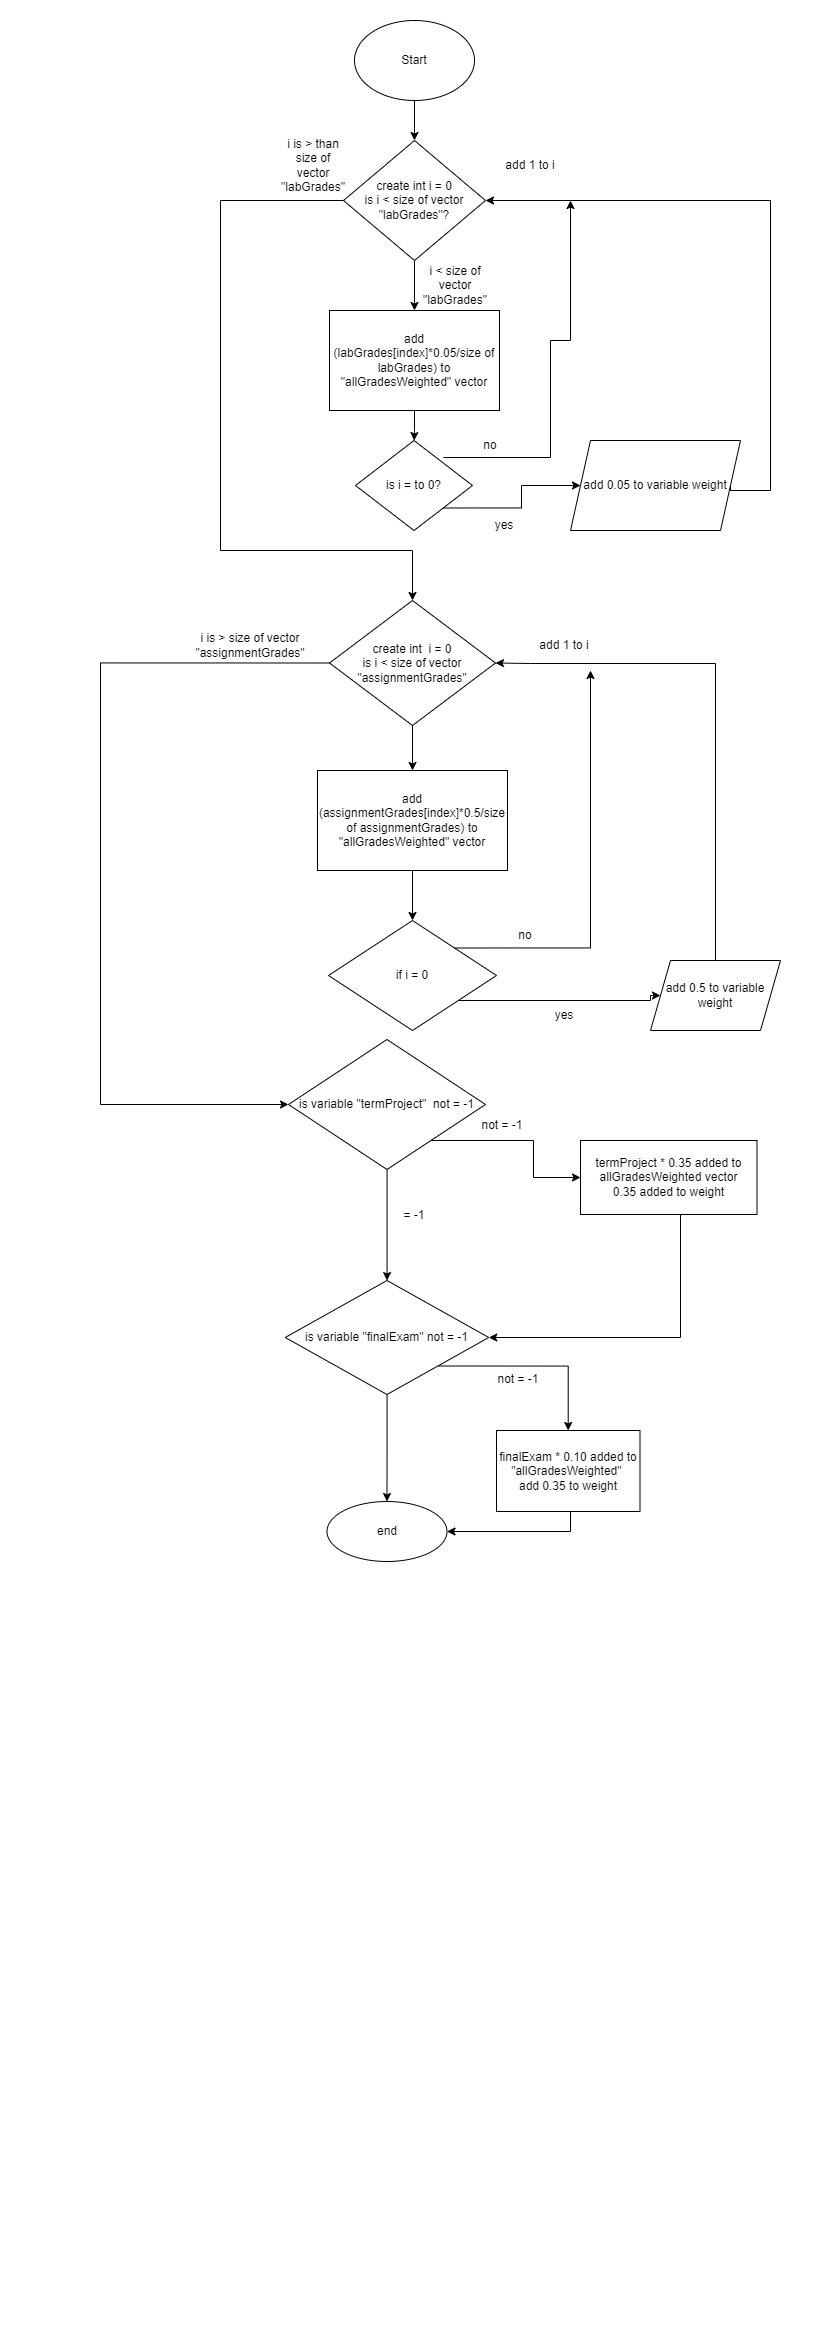 Start
i is > than
size of
vector
"labGrades"
add 1 to i
create int i = 0
is i < size of vector
"labGrades"?
i < size of
vector
"labGrades"
add
(labGrades[index]*0.05/size of
labGrades) to
"allGradesWeighted" vector
no
is i = to 0?
add 0.05 to variable weight
yes
i is > size of vector
"assignmentGrades"
add 1 to i
create int  i = 0
is i < size of vector
"assignmentGrades"
add
(assignmentGrades[index]*0.5/size
of assignmentGrades) to
"allGradesWeighted" vector
no
if i = 0
add 0.5 to variable
weight
yes
is variable "termProject"  not = -1
not = -1
termProject * 0.35 added to
allGradesWeighted vector
0.35 added to weight
= -1
is variable "finalExam" not = -1
not = -1
finalExam * 0.10 added to
"allGradesWeighted"
add 0.35 to weight
end